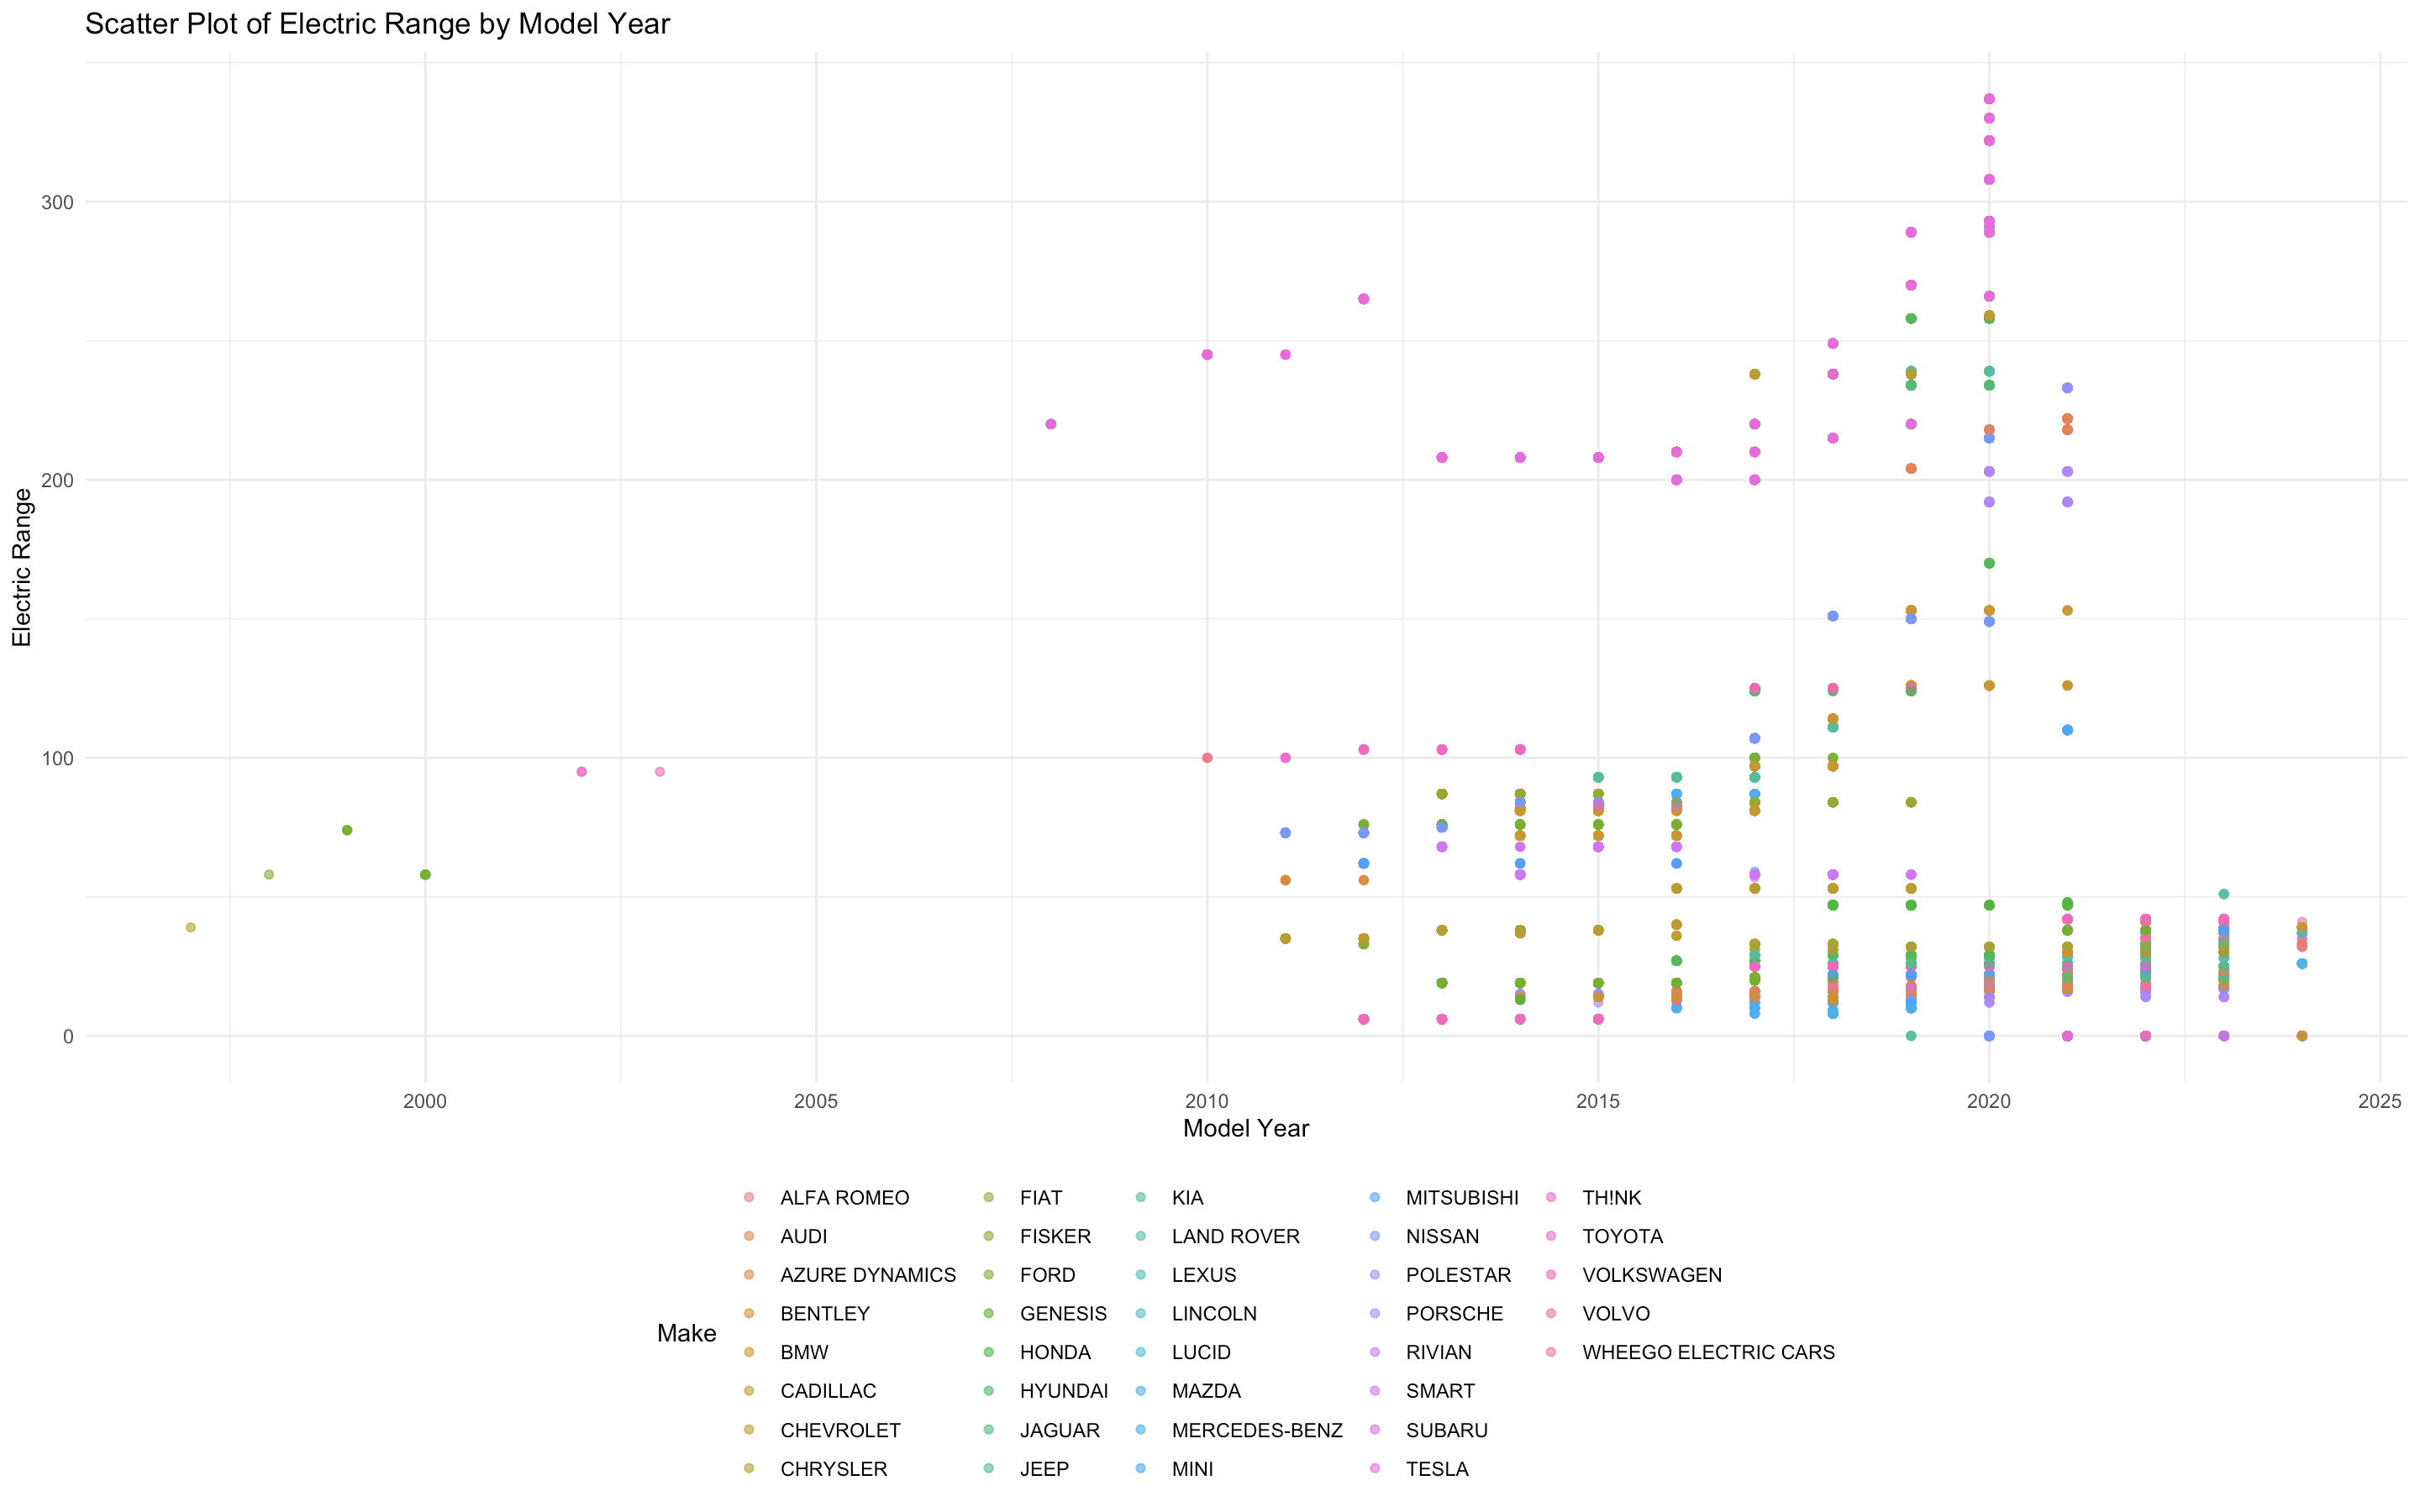 Scatter Plot of Electric Range by Model Year
Electric Range
300
200
100
0
2000 2005 2010 2015 2020 2025
Model Year
Make
ALFA ROMEO
AUDI
AZURE DYNAMICS
BENTLEY
BMW
CADILLAC
CHEVROLET
CHRYSLER
FIAT
FISKER
FORD
GENESIS
HONDA
HYUNDAI
JAGUAR
JEEP
KIA
LAND ROVER
LEXUS
LINCOLN
LUCID
MAZDA
MERCEDES-BENZ
MINI
MITSUBISHI
NISSAN
POLESTAR
PORSCHE
RIVIAN
SMART
SUBARU
TESLA
TH!NK
TOYOTA
VOLKSWAGEN
VOLVO
WHEEGO ELECTRIC CARS